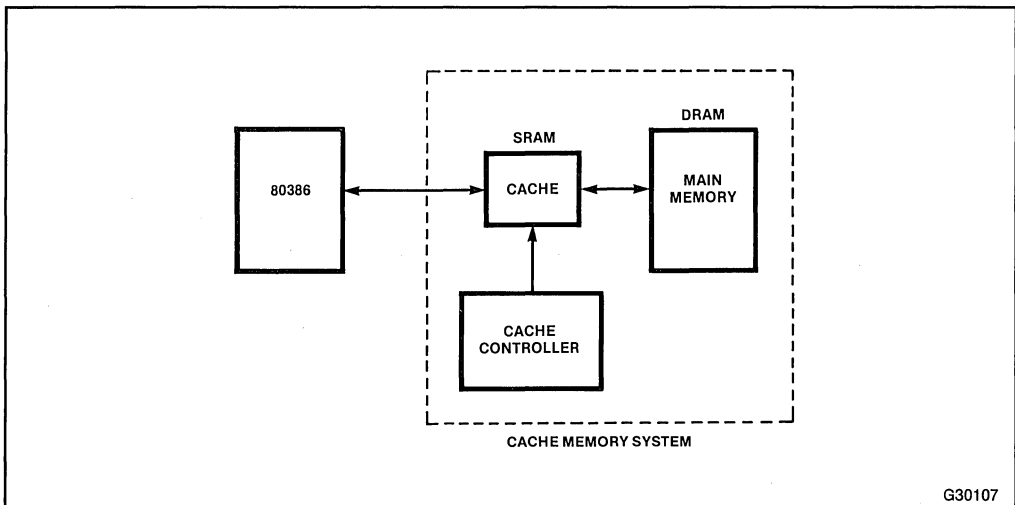 DRAM
SRAM
80386
CACHE
MAIN
MEMORY
CACHE
CONTROLLER
CACHE MEMORY SYSTEM
G30107